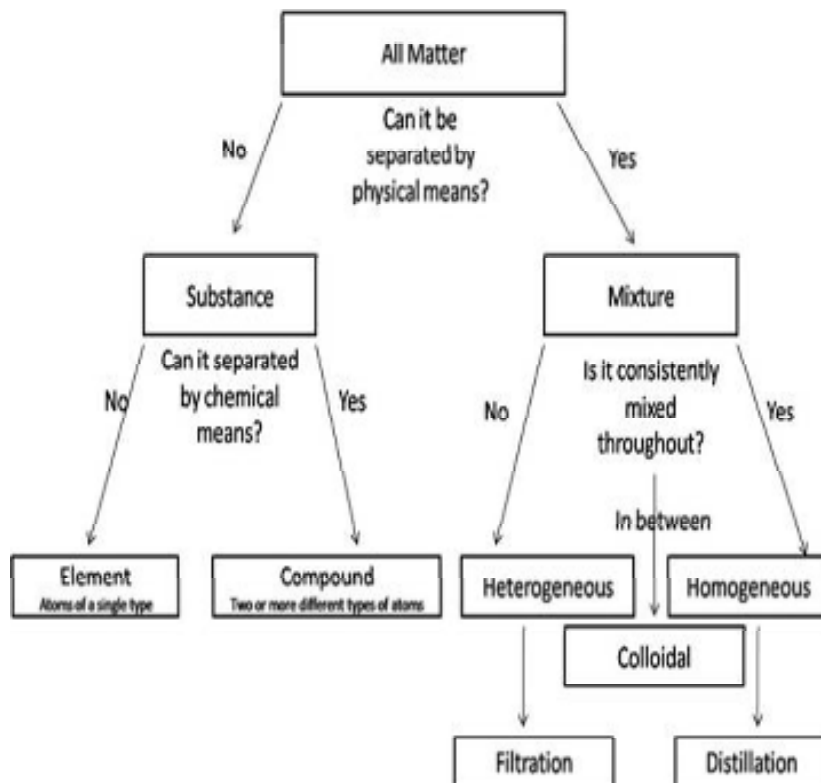 All Matter
Can it be
separated by
physical means?
No
Yes
Substance
Mixture
Can it separated
by chemical
means?
No
Yes
Is it consistently
mixed
throughout?
No
Yes
In between
Element
Atoms of a single type
Compound
Two or more different types of atoms
Heterogeneous
Homogeneous
Colloidal
Filtration
Distillation